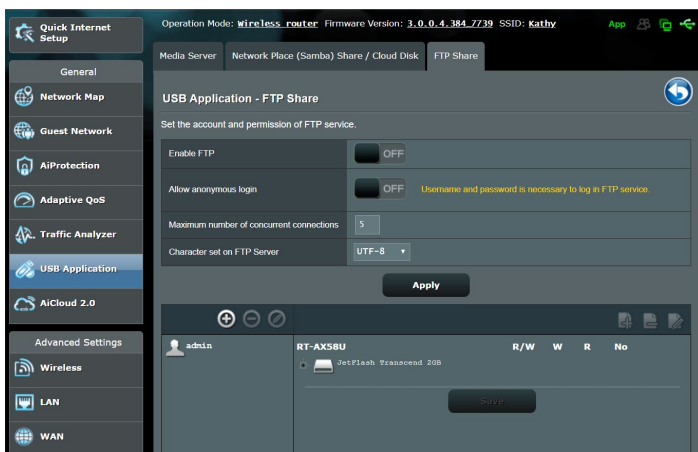 Quick Internet
Setup
General
Network Map
Guest Network
AiProtection
Adaptive QoS
Traffic Analyzer
USB Application
AiCloud 2.0
Advanced Settings
Wireless
LAN
WAN
Operation Mode: Wireless router Firmware Version: 3.0.0.4.384_7739 SSID: Kathy App
Media Server Network Place (Samba) Share / Cloud Disk FTP Share
USB Application - FTP Share
Set the account and permission of FTP service.
Enable FTP OFF
Allow anonymous login OFF Username and password is necessary to log in FTP service.
Maximum number of concurrent connections 5
Character set on FTP Server UTF-8
Apply
admin RT-AX58U R/W W R No
JetFlash Transcend 2GB
Save